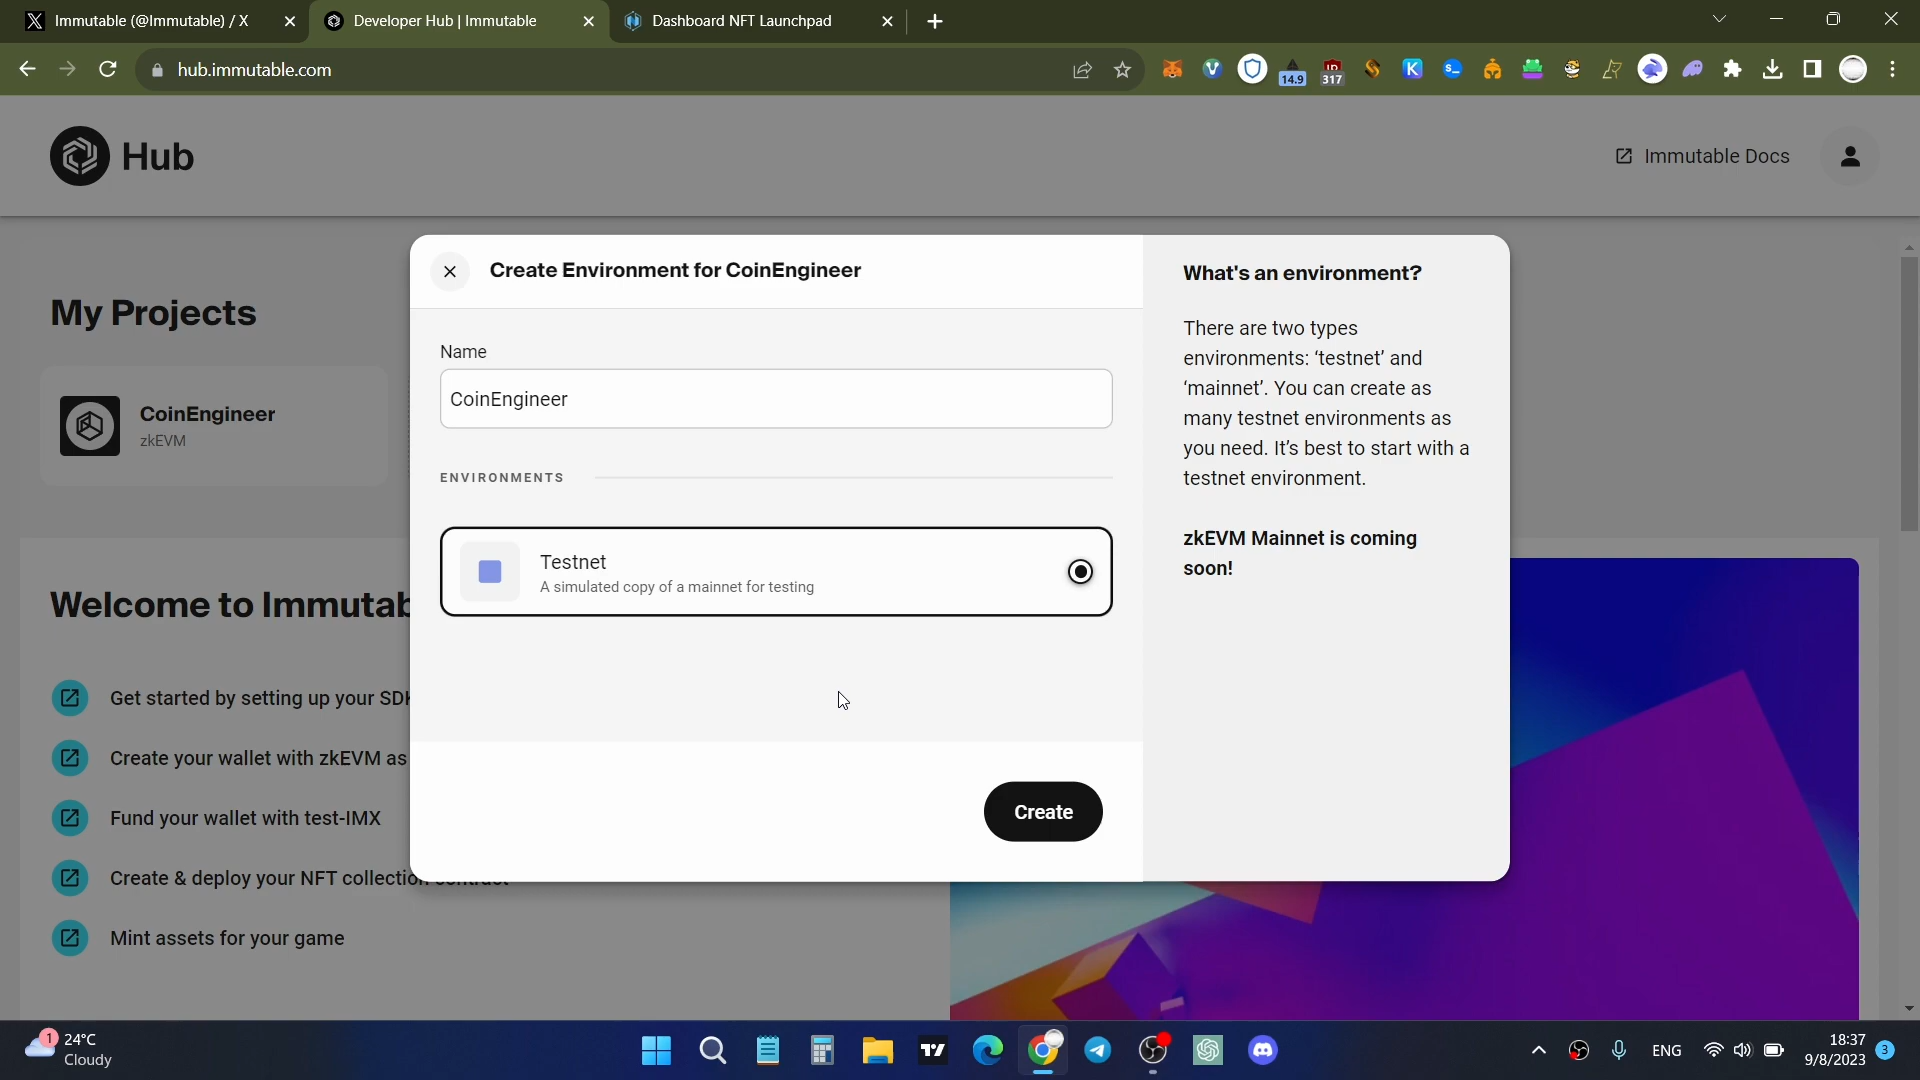 Immutable (@Immutable) / X
Developer Hub | Immutable
Dashboard NFT Launchpad
hub.immutable.com
14.9
317
Hub
Immutable Docs
My Projects
CoinEngineer
zkEVM
Create Environment for CoinEngineer
Name
CoinEngineer
ENVIRONMENTS
Testnet
A simulated copy of a mainnet for testing
Create
What's an environment?
There are two types
environments: ‘testnet’ and
‘mainnet’. You can create as
many testnet environments as
you need. It’s best to start with a
testnet environment.
zkEVM Mainnet is coming
soon!
Welcome to Immutab
Get started by setting up your SDK
Create your wallet with zkEVM as
Fund your wallet with test-IMX
Create & deploy your NFT collection contract
Mint assets for your game
1
24°C
Cloudy
ENG
18:37
9/8/2023
3